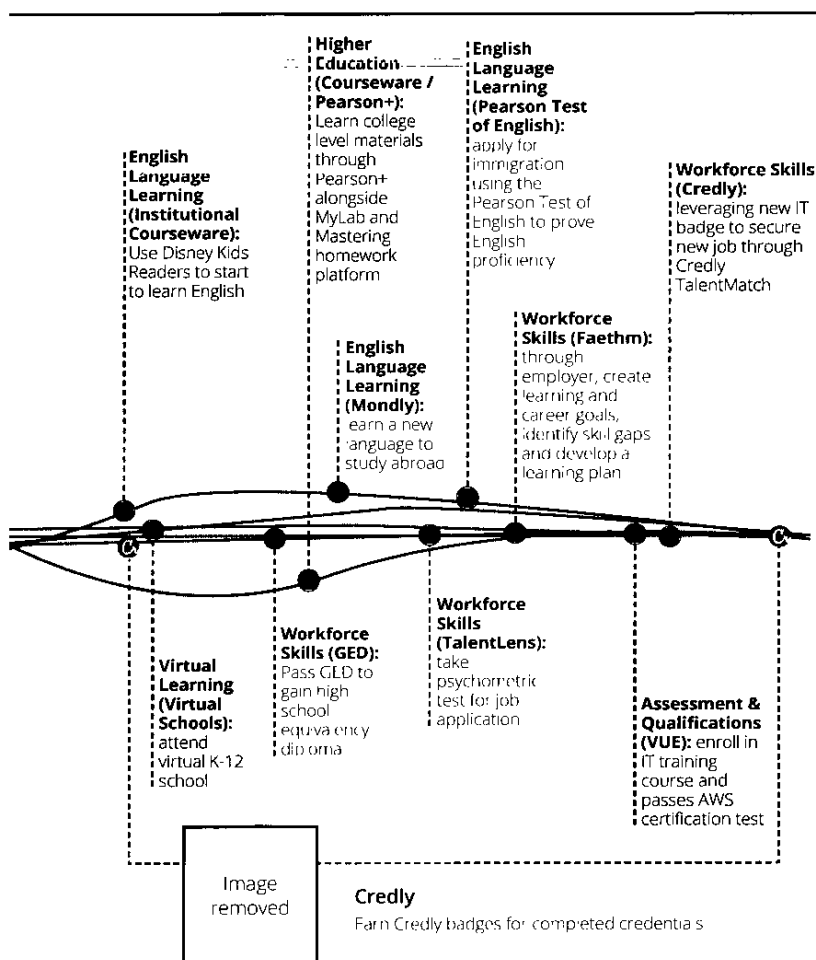 Higher
Education
(Courseware /
Pearson+):
Learn college
level materials
through
Pearson+
alongside
MyLab and
Mastering
homework
platform
English
Language
Learning
(Pearson Test
of English):
apply for
immigration
using the
Pearson Test of
English to prove
English
proficiency
English
Language
Learning
(Institutional
Courseware):
Use Disney Kids
Readers to start
to learn English
Workforce Skills
(Credly):
leveraging new IT
badge to secure
new job through
Credly
TalentMatch
English
Language
Learning
(Mondly):
learn a new
language to
study abroad
Workforce
Skills (Faethm):
through
employer, create
learning and
career goals,
identify skill gaps
and develop a
learning plan
C
C
Virtual
Learning
(Virtual
Schools):
attend
virtual K-12
school
Workforce
Skills (GED):
Pass GED to
gain high
school
equivalency
diploma
Workforce
Skills
(TalentLens):
take
psychometric
test for job
application
Assessment &
Qualifications
(VUE): enroll in
IT training
course and
passes AWS
certification test
Image
removed
Credly
Earn Credly badges for completed credentials